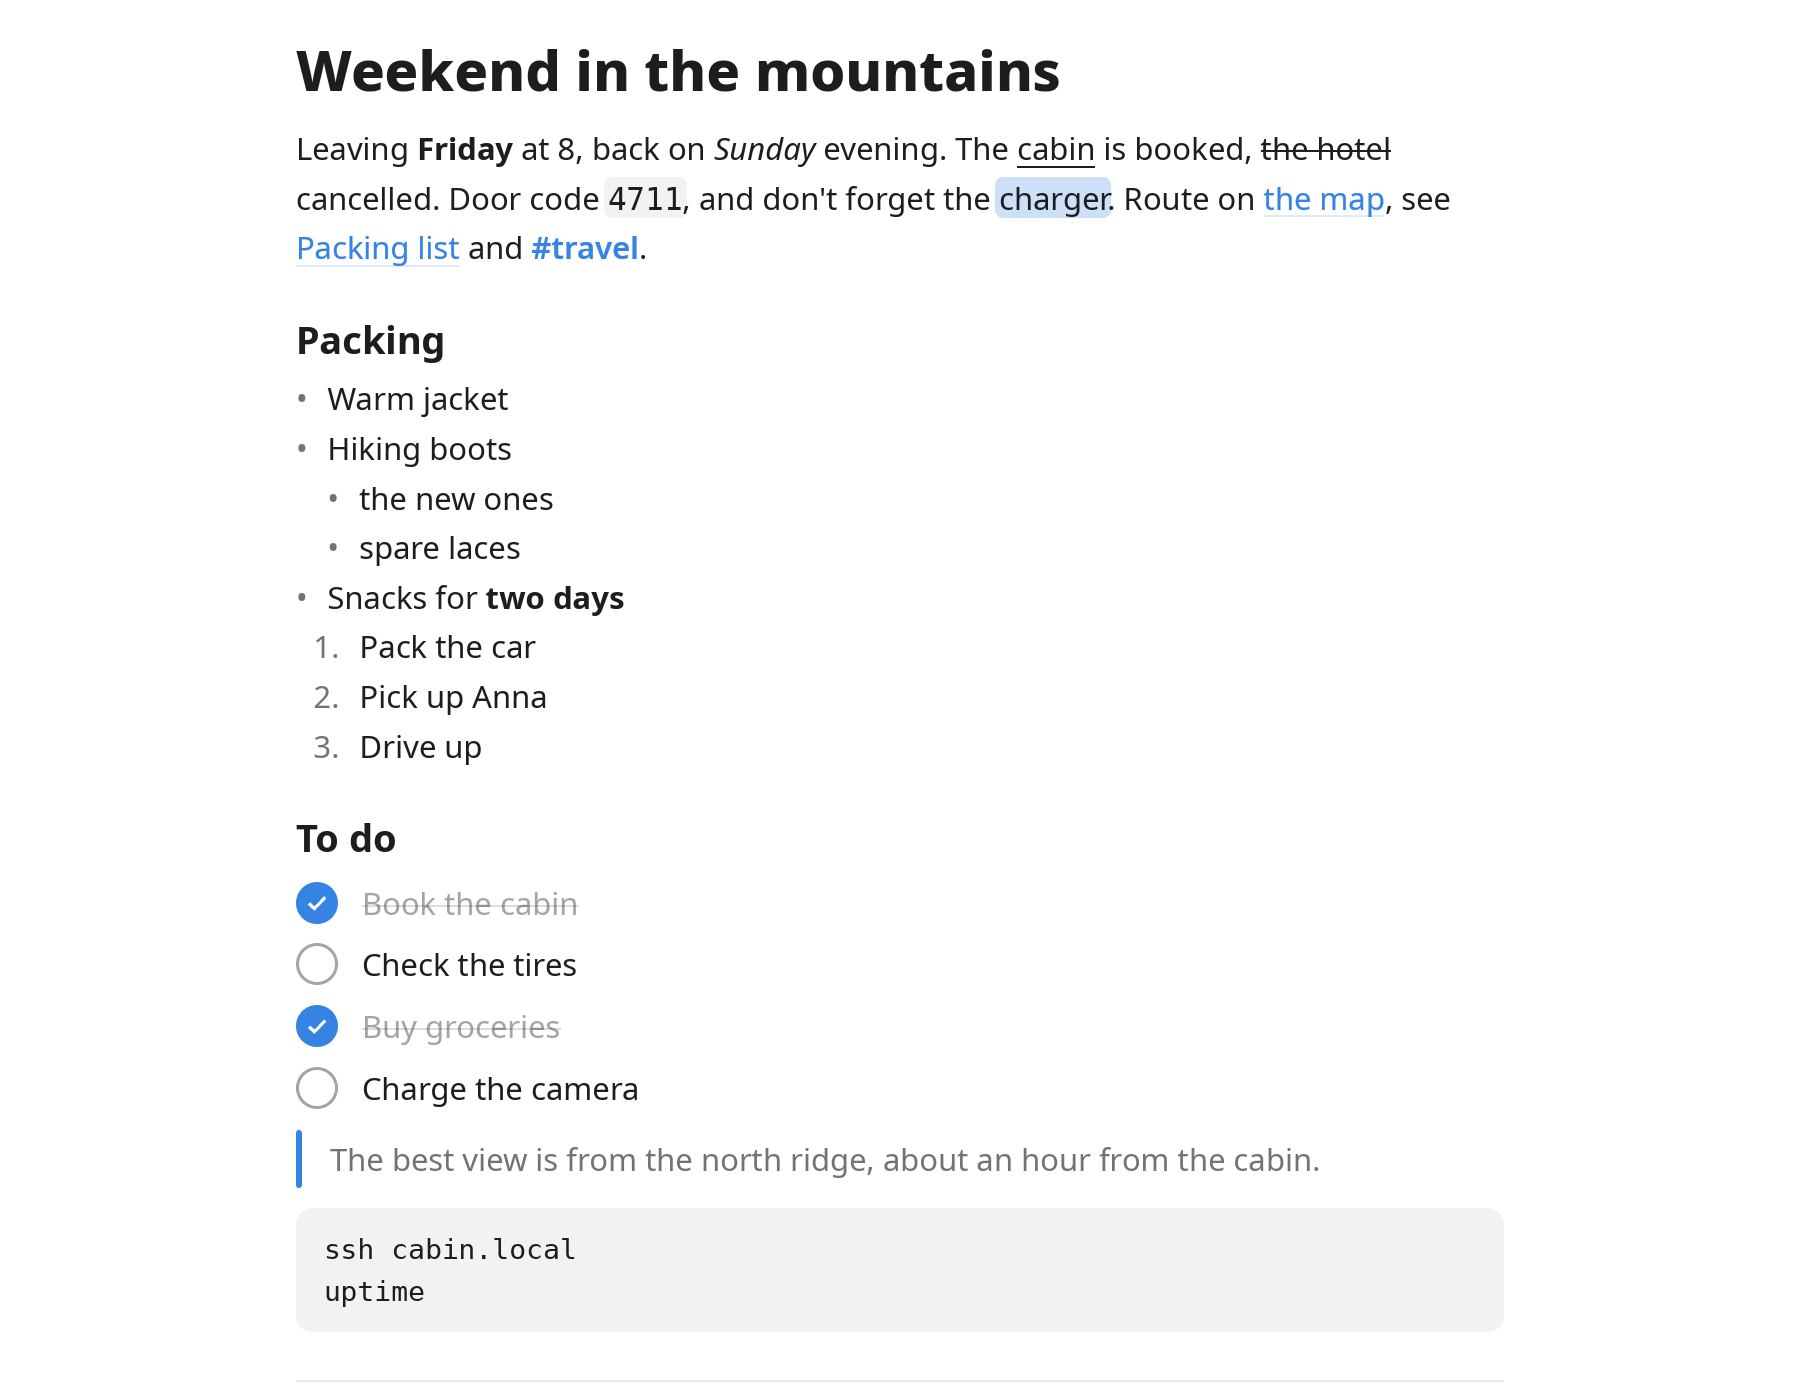 Weekend in the mountains
Leaving Friday at 8, back on Sunday evening. The cabin is booked, the hotel
cancelled. Door code 4711, and don't forget the charger. Route on the map, see
Packing list and #travel.
Packing
• Warm jacket
• Hiking boots
• the new ones
• spare laces
• Snacks for two days
1. Pack the car
2. Pick up Anna
3. Drive up
To do
Book the cabin
Check the tires
Buy groceries
Charge the camera
The best view is from the north ridge, about an hour from the cabin.
ssh cabin.local
uptime